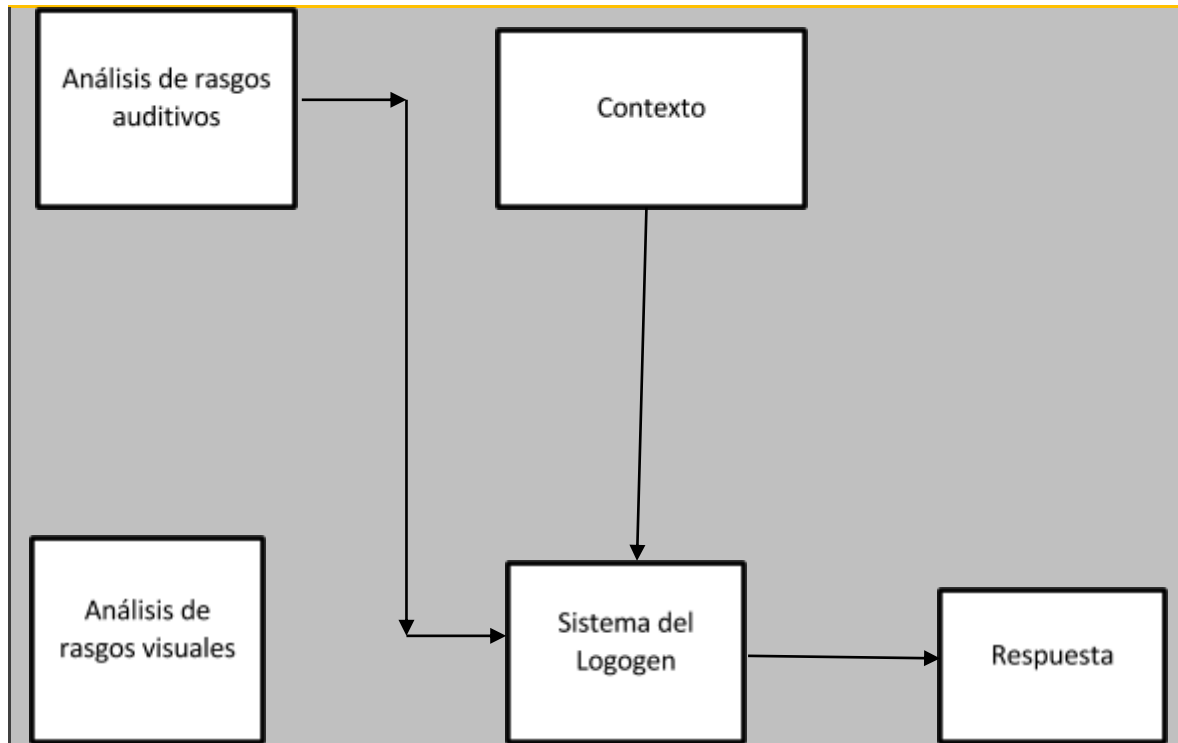 Análisis de rasgos
auditivos
Contexto
Análisis de
rasgos visuales
Sistema del
Logogen
Respuesta